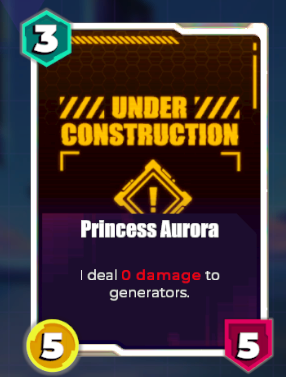 3
/// UNDER ///
CONSTRUCTION
!
Princess Aurora
I deal 0 damage to
generators.
5
5